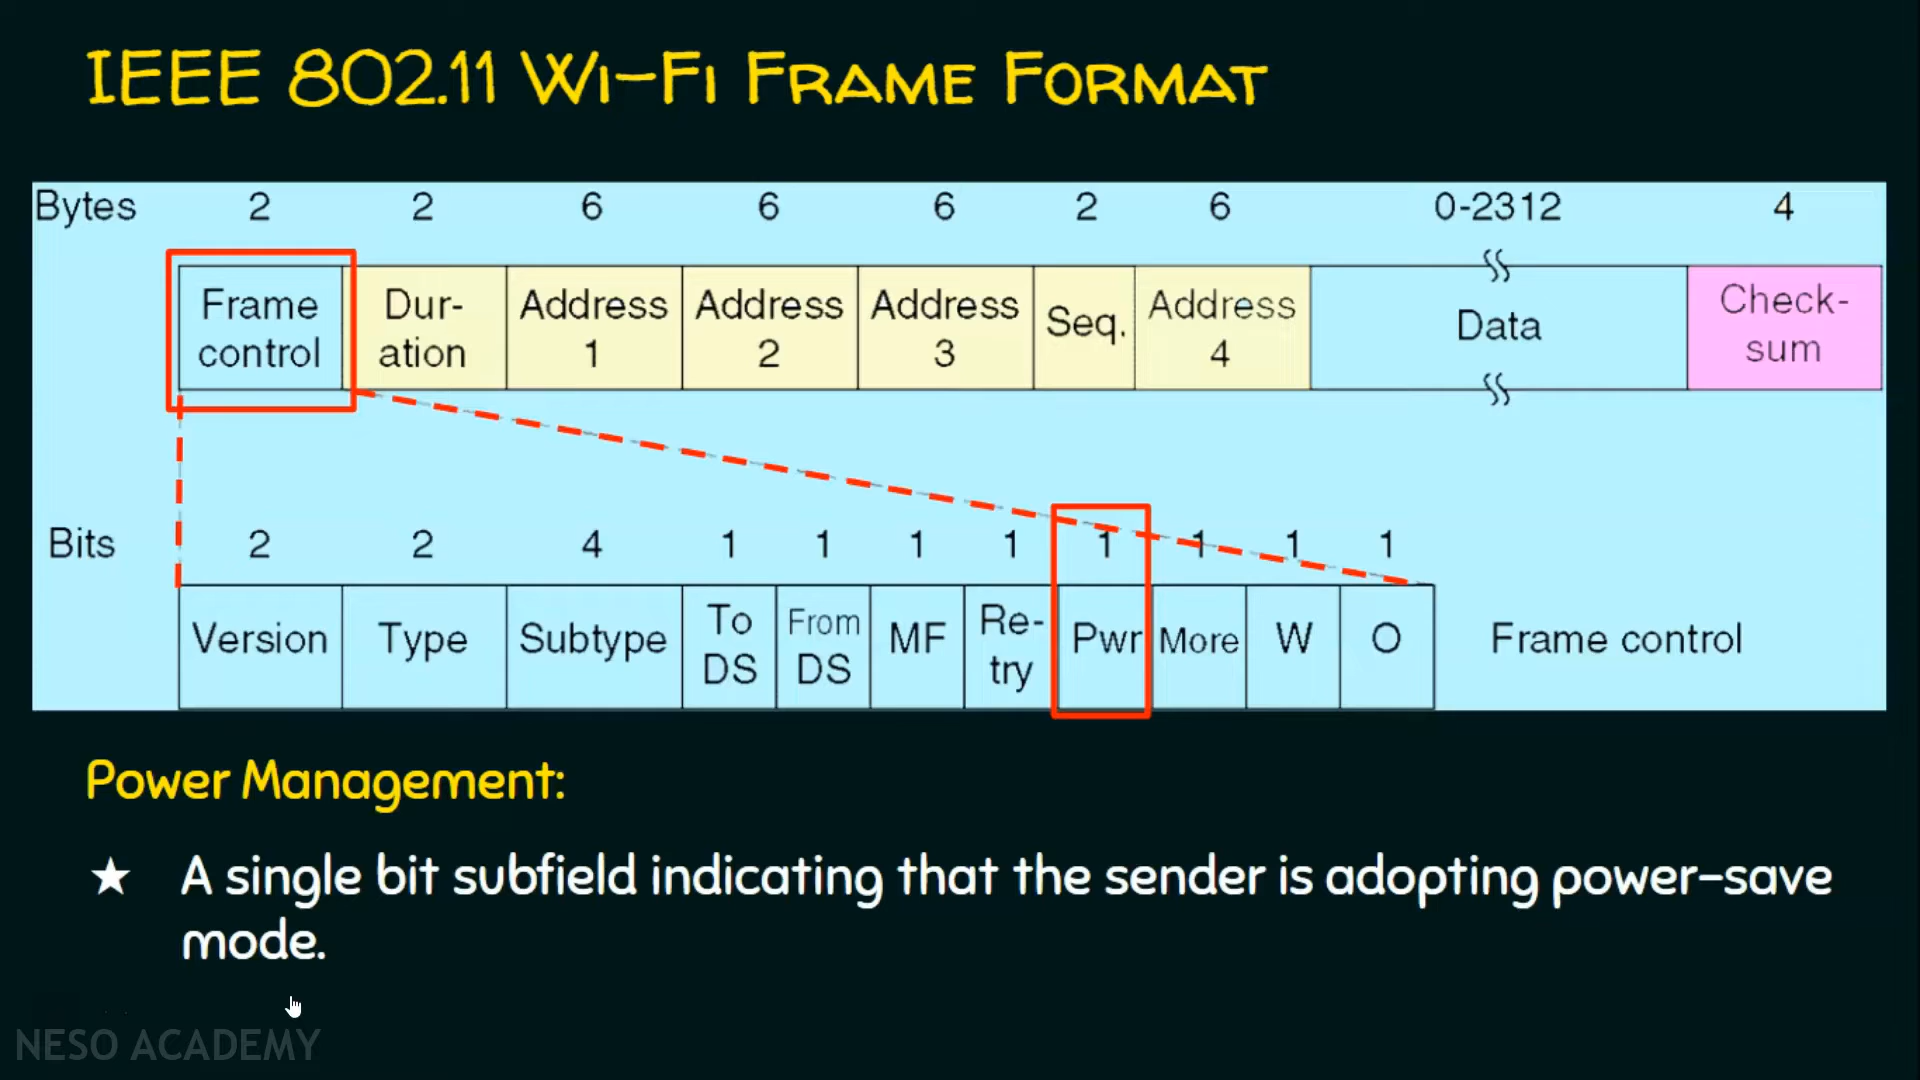 IEEE 802.11 WI-FI FRAME FORMAT
Bytes 2 2 6 6 6 2 6 0-2312 4
Frame control Dur-ation Address 1 Address 2 Address 3 Seq. Address 4 Data Check-sum
Bits 2 2 4 1 1 1 1 1 1 1 1
Version Type Subtype To DS From DS MF Re-try Pwr More W O Frame control
Power Management:
★ A single bit subfield indicating that the sender is adopting power-save
mode.
NESO ACADEMY